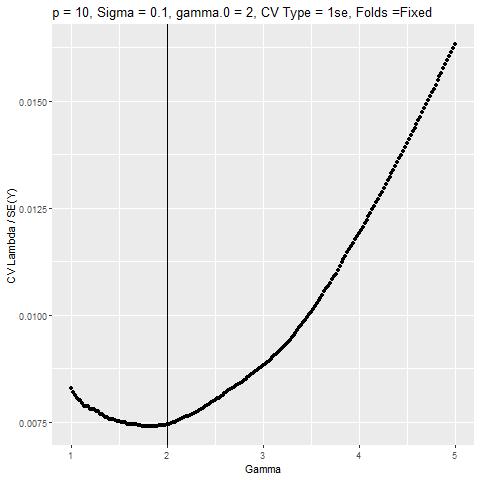 p = 10, Sigma = 0.1, gamma.0 = 2, CV Type = 1se, Folds =Fixed
CV Lambda / SE(Y)
0.0150
0.0125
0.0100
0.0075
1 2 3 4 5
Gamma